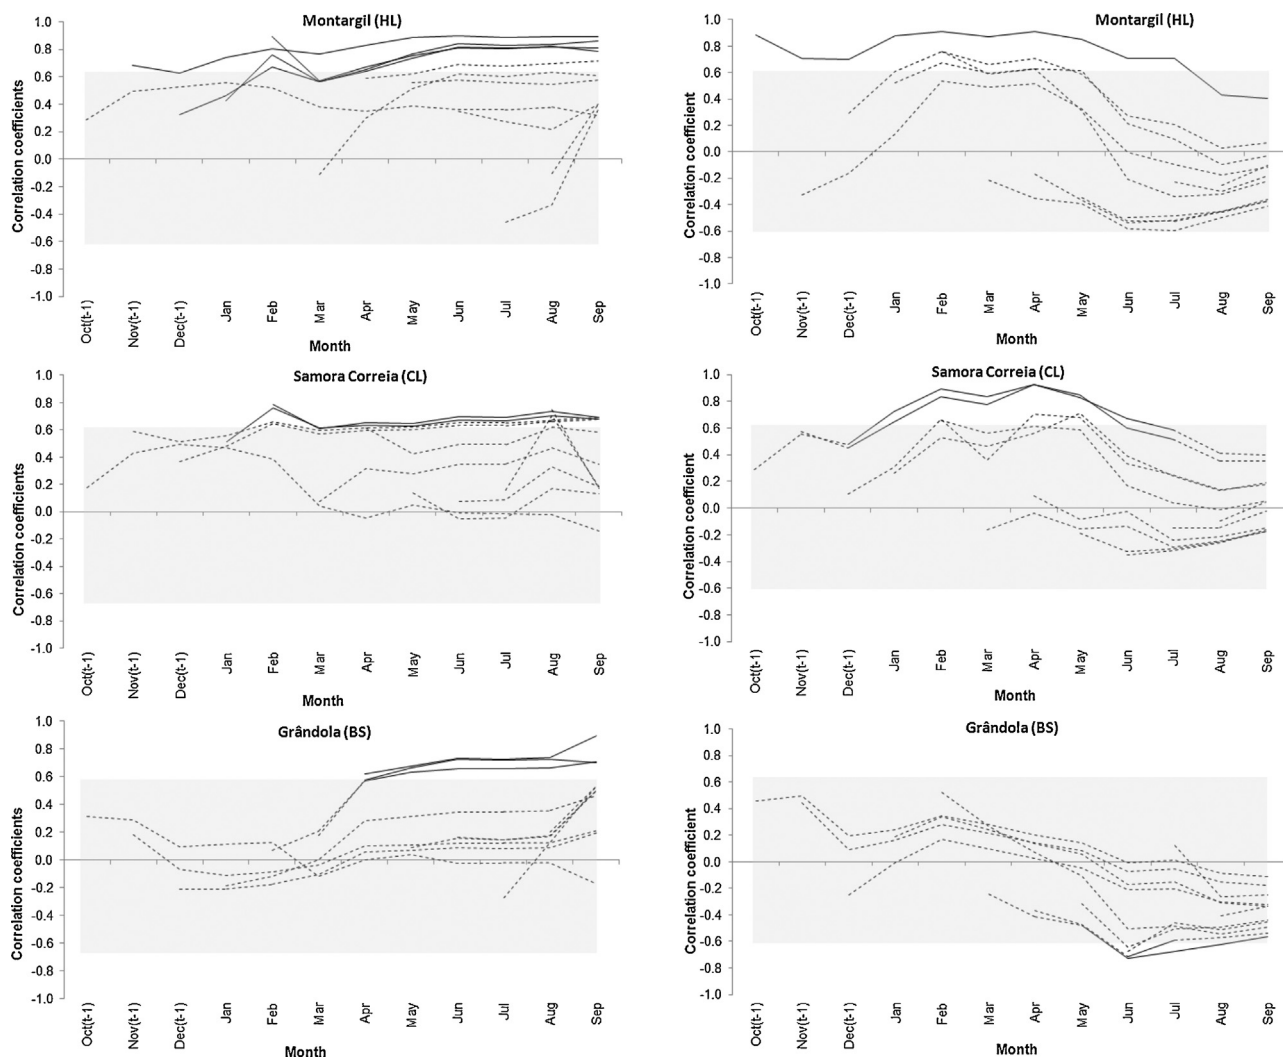 Montargil (HL)
Correlation coefficients
1.0
0.8
0.6
0.4
0.2
0.0
-0.2
-0.4
-0.6
-0.8
-1.0
Oct(t-1)
Nov(t-1)
Dec(t-1)
Jan
Feb
Mar
Apr
May
Jun
Jul
Aug
Sep
Month
Montargil (HL)
Correlation coefficient
1.0
0.8
0.6
0.4
0.2
0.0
-0.2
-0.4
-0.6
-0.8
-1.0
Oct(t-1)
Nov(t-1)
Dec(t-1)
Jan
Feb
Mar
Apr
May
Jun
Jul
Aug
Sep
Month
Samora Correia (CL)
Correlation coefficients
1.0
0.8
0.6
0.4
0.2
0.0
-0.2
-0.4
-0.6
-0.8
-1.0
Oct(t-1)
Nov(t-1)
Dec(t-1)
Jan
Feb
Mar
Apr
May
Jun
Jul
Aug
Sep
Month
Samora Correia (CL)
Correlation coefficient
1.0
0.8
0.6
0.4
0.2
0.0
-0.2
-0.4
-0.6
-0.8
-1.0
Oct(t-1)
Nov(t-1)
Dec(t-1)
Jan
Feb
Mar
Apr
May
Jun
Jul
Aug
Sep
Month
Grândola (BS)
Correlation coefficients
1.0
0.8
0.6
0.4
0.2
0.0
-0.2
-0.4
-0.6
-0.8
-1.0
Oct(t-1)
Nov(t-1)
Dec(t-1)
Jan
Feb
Mar
Apr
May
Jun
Jul
Aug
Sep
Month
Grândola (BS)
Correlation coefficient
1.0
0.8
0.6
0.4
0.2
0.0
-0.2
-0.4
-0.6
-0.8
-1.0
Oct(t-1)
Nov(t-1)
Dec(t-1)
Jan
Feb
Mar
Apr
May
Jun
Jul
Aug
Sep
Month